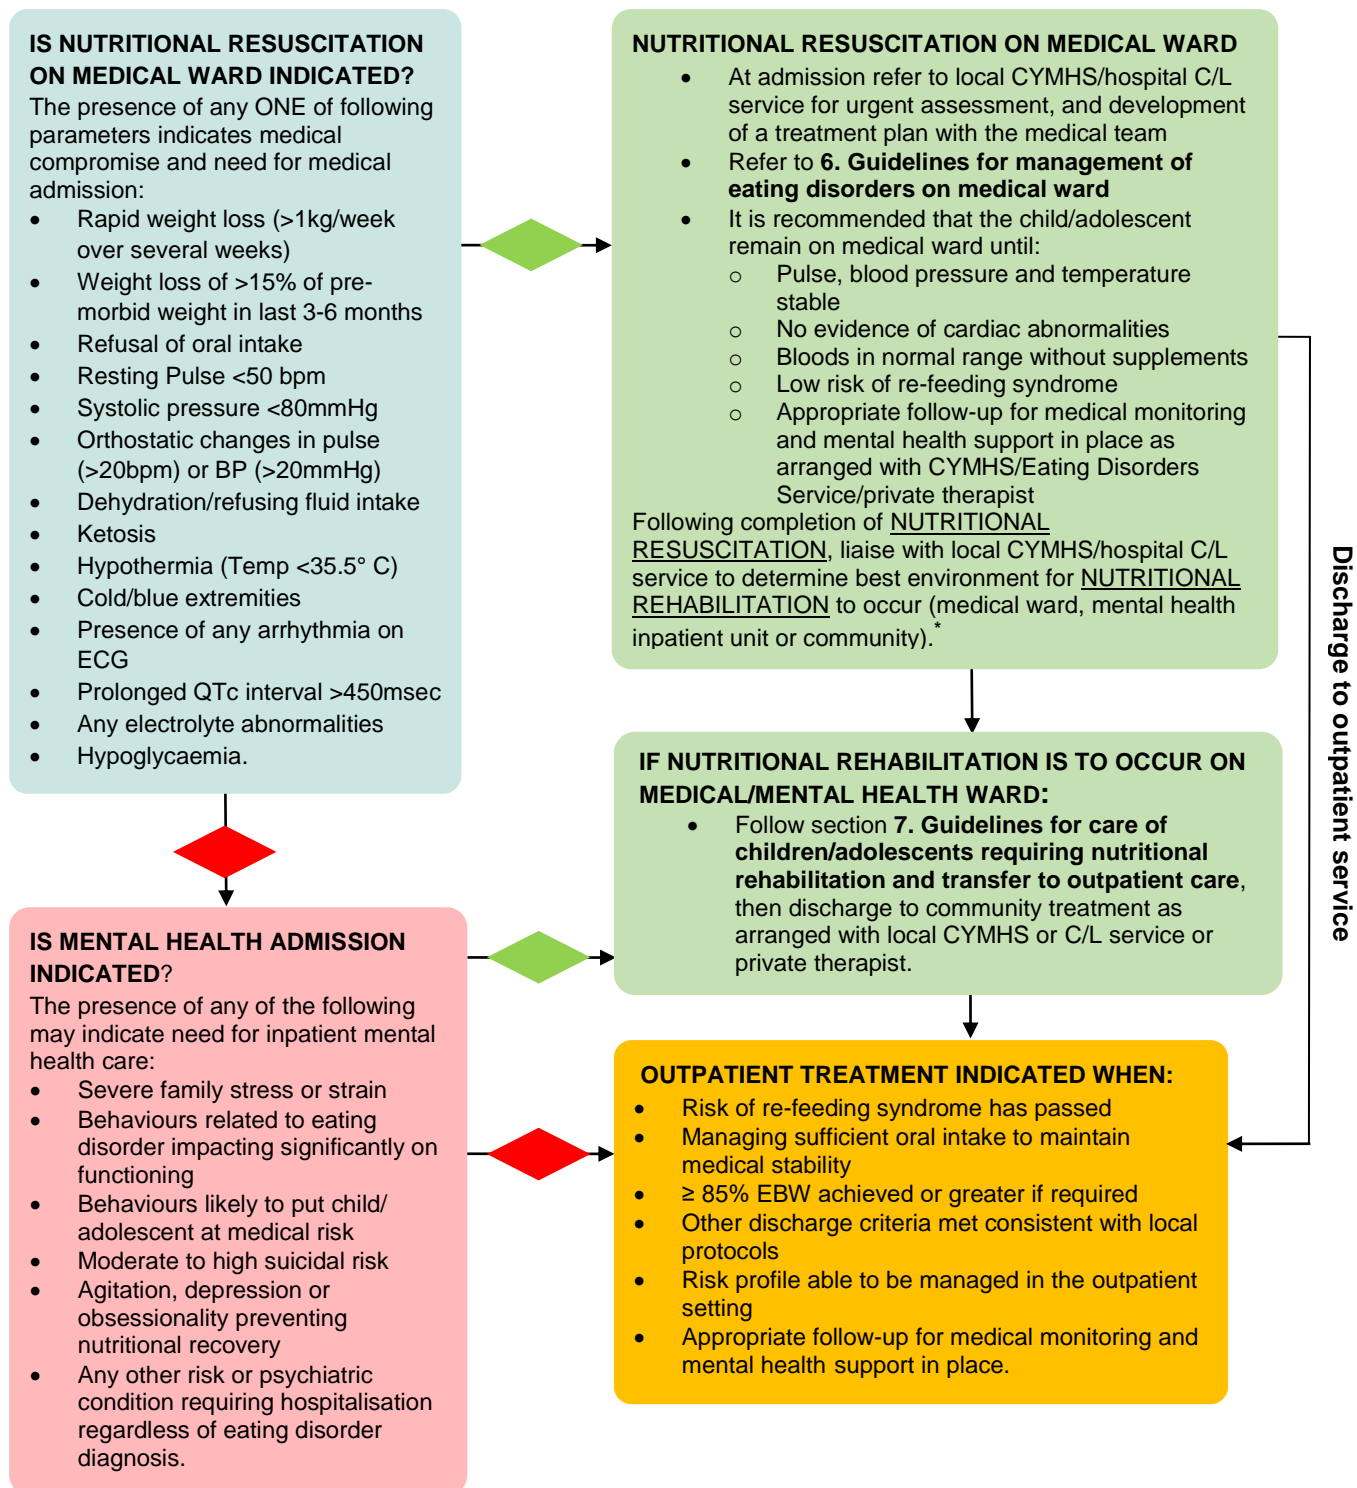 IS NUTRITIONAL RESUSCITATION
ON MEDICAL WARD INDICATED?
The presence of any ONE of following
parameters indicates medical
compromise and need for medical
admission:
• Rapid weight loss (>1kg/week
over several weeks)
• Weight loss of >15% of pre-
morbid weight in last 3-6 months
• Refusal of oral intake
• Resting Pulse <50 bpm
• Systolic pressure <80mmHg
• Orthostatic changes in pulse
(>20bpm) or BP (>20mmHg)
• Dehydration/refusing fluid intake
• Ketosis
• Hypothermia (Temp <35.5° C)
• Cold/blue extremities
• Presence of any arrhythmia on
ECG
• Prolonged QTc interval >450msec
• Any electrolyte abnormalities
• Hypoglycaemia.
NUTRITIONAL RESUSCITATION ON MEDICAL WARD
• At admission refer to local CYMHS/hospital C/L
service for urgent assessment, and development
of a treatment plan with the medical team
• Refer to 6. Guidelines for management of
eating disorders on medical ward
• It is recommended that the child/adolescent
remain on medical ward until:
o Pulse, blood pressure and temperature
stable
o No evidence of cardiac abnormalities
o Bloods in normal range without supplements
o Low risk of re-feeding syndrome
o Appropriate follow-up for medical monitoring
and mental health support in place as
arranged with CYMHS/Eating Disorders
Service/private therapist
Following completion of NUTRITIONAL
RESUSCITATION, liaise with local CYMHS/hospital C/L
service to determine best environment for NUTRITIONAL
REHABILITATION to occur (medical ward, mental health
inpatient unit or community).*
Discharge to outpatient service
IF NUTRITIONAL REHABILITATION IS TO OCCUR ON
MEDICAL/MENTAL HEALTH WARD:
• Follow section 7. Guidelines for care of
children/adolescents requiring nutritional
rehabilitation and transfer to outpatient care,
then discharge to community treatment as
arranged with local CYMHS or C/L service or
private therapist.
IS MENTAL HEALTH ADMISSION
INDICATED?
The presence of any of the following
may indicate need for inpatient mental
health care:
• Severe family stress or strain
• Behaviours related to eating
disorder impacting significantly on
functioning
• Behaviours likely to put child/
adolescent at medical risk
• Moderate to high suicidal risk
• Agitation, depression or
obsessionality preventing
nutritional recovery
• Any other risk or psychiatric
condition requiring hospitalisation
regardless of eating disorder
diagnosis.
OUTPATIENT TREATMENT INDICATED WHEN:
• Risk of re-feeding syndrome has passed
• Managing sufficient oral intake to maintain
medical stability
• ≥ 85% EBW achieved or greater if required
• Other discharge criteria met consistent with local
protocols
• Risk profile able to be managed in the outpatient
setting
• Appropriate follow-up for medical monitoring and
mental health support in place.